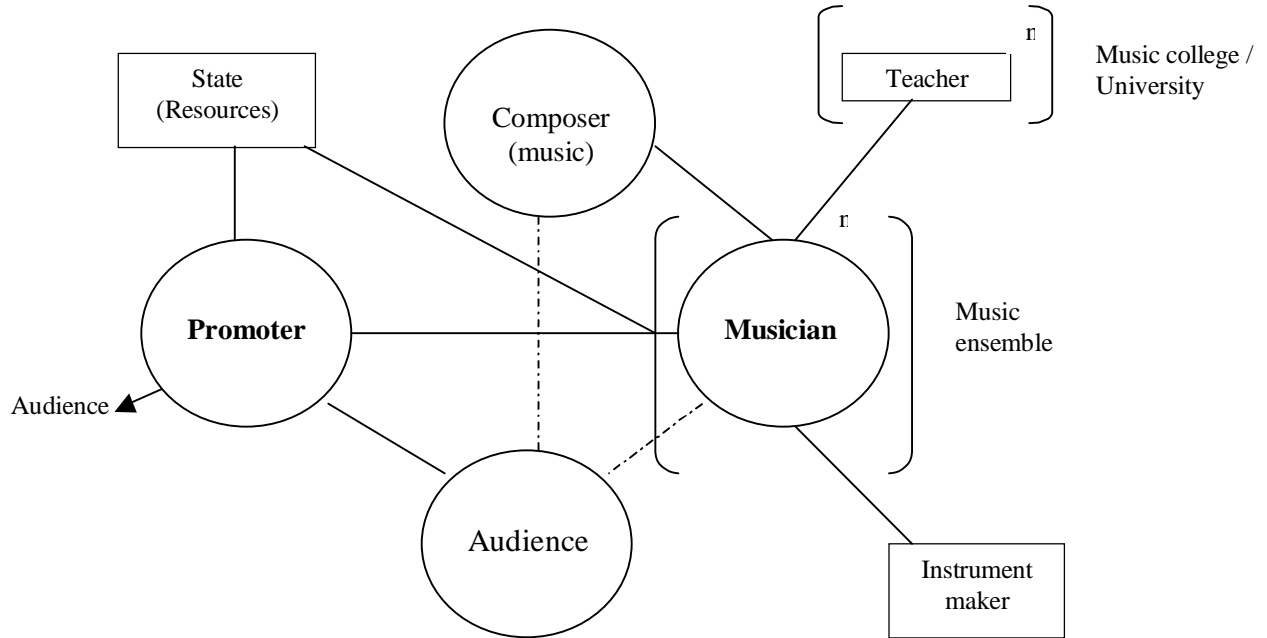 State
(Resources)
Composer
(music)
n
Teacher
Music college /
University
n
Promoter
Musician
Music
ensemble
Audience
Audience
Instrument
maker